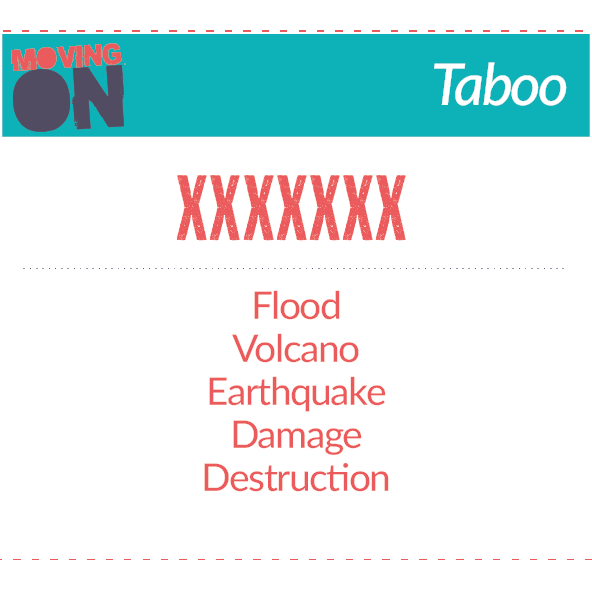 MOVING
ON
Taboo
XXXXXXX
Flood
Volcano
Earthquake
Damage
Destruction